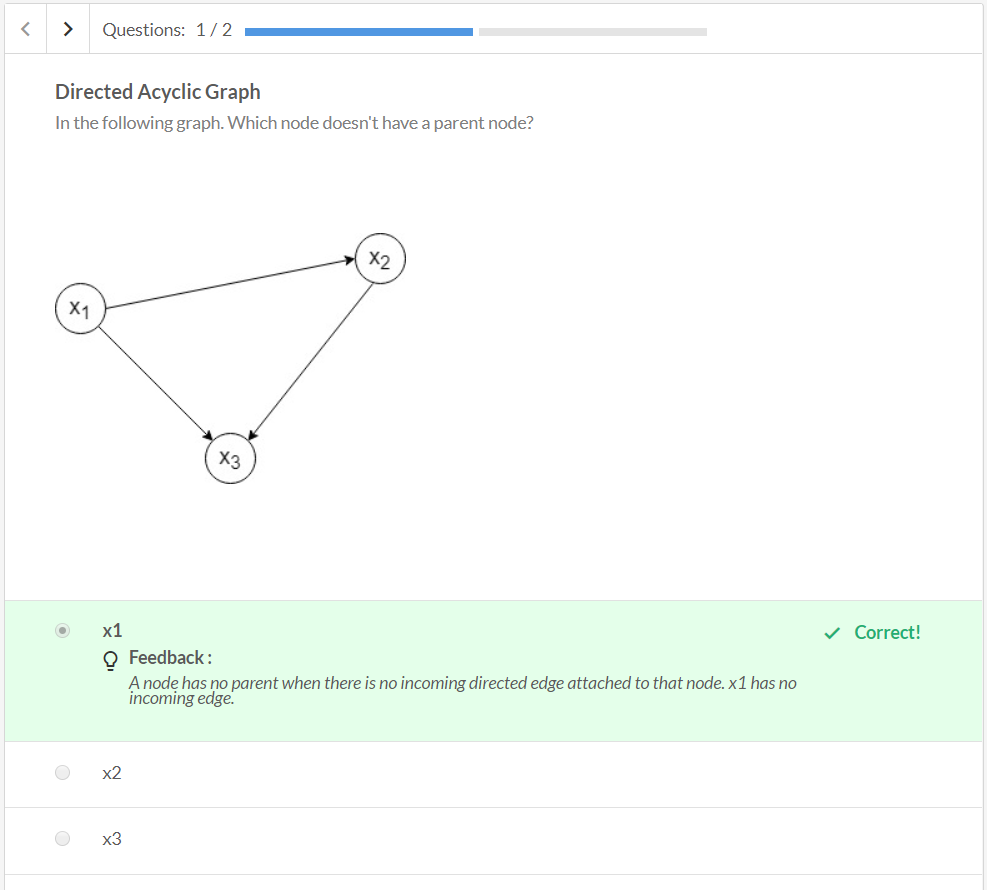 Questions: 1 / 2
Directed Acyclic Graph
In the following graph. Which node doesn't have a parent node?
x2
x1
x3
x1
Correct!
Feedback :
A node has no parent when there is no incoming directed edge attached to that node. x1 has no
incoming edge.
x2
x3